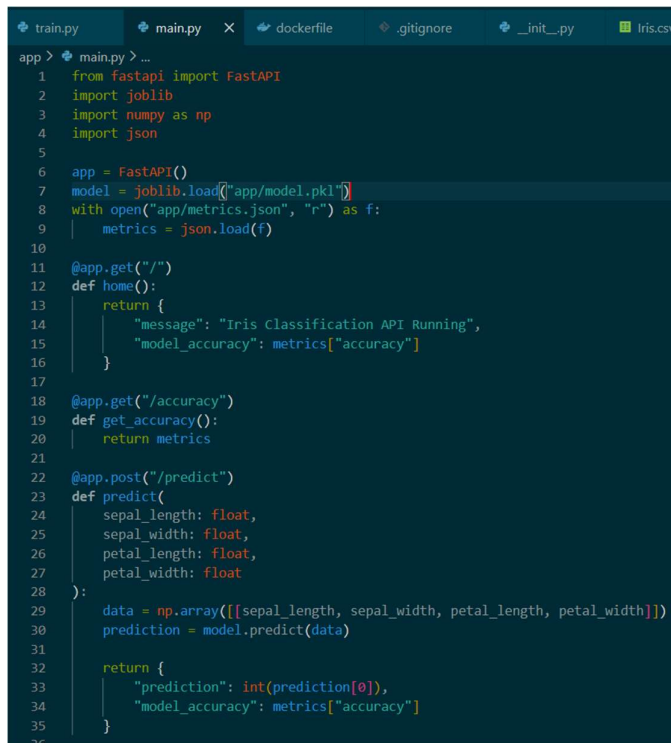 train.py main.py X dockerfile .gitignore __init__.py Iris.csv
app > main.py > ...
1 from fastapi import FastAPI
2 import joblib
3 import numpy as np
4 import json
5
6 app = FastAPI()
7 model = joblib.load("app/model.pkl")
8 with open("app/metrics.json", "r") as f:
9     metrics = json.load(f)
10
11 @app.get("/")
12 def home():
13     return {
14         "message": "Iris Classification API Running",
15         "model_accuracy": metrics["accuracy"]
16     }
17
18 @app.get("/accuracy")
19 def get_accuracy():
20     return metrics
21
22 @app.post("/predict")
23 def predict(
24     sepal_length: float,
25     sepal_width: float,
26     petal_length: float,
27     petal_width: float
28 ):
29     data = np.array([[sepal_length, sepal_width, petal_length, petal_width]])
30     prediction = model.predict(data)
31
32     return {
33         "prediction": int(prediction[0]),
34         "model_accuracy": metrics["accuracy"]
35     }